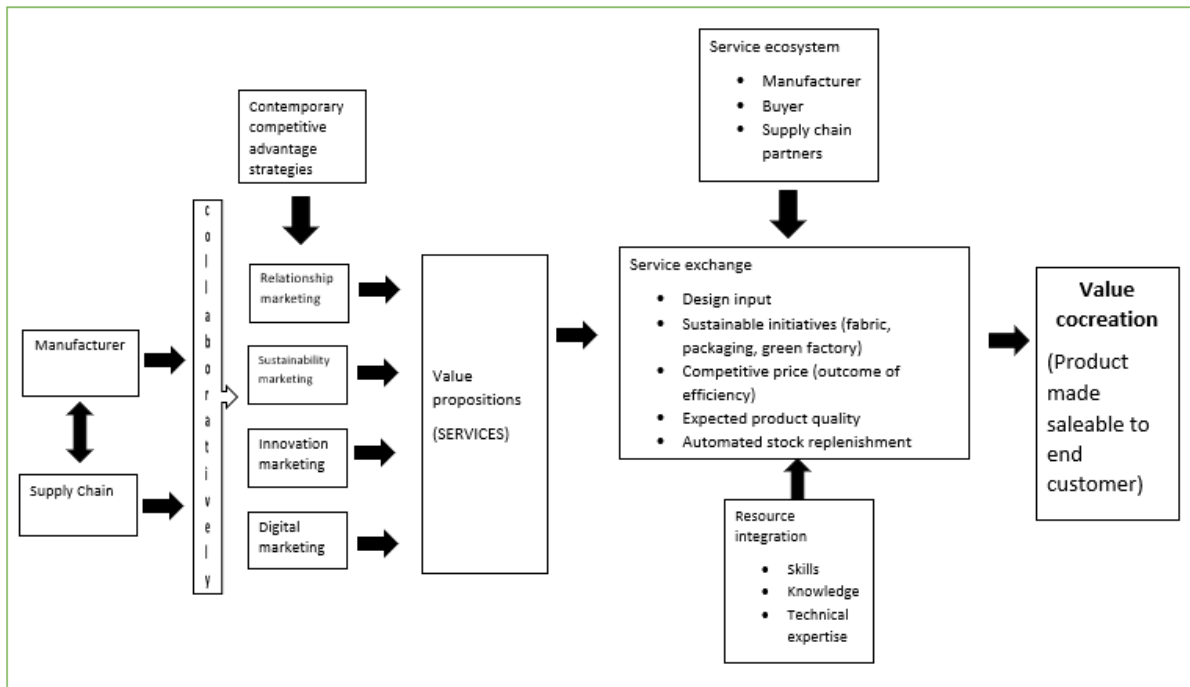 Manufacturer
Supply Chain
collaboratively
Contemporary
competitive
advantage
strategies
Relationship
marketing
Sustainability
marketing
Innovation
marketing
Digital
marketing
Value
propositions
(SERVICES)
Service ecosystem
• Manufacturer
• Buyer
• Supply chain
partners
Service exchange
• Design input
• Sustainable initiatives (fabric,
packaging, green factory)
• Competitive price (outcome of
efficiency)
• Expected product quality
• Automated stock replenishment
Resource
integration
• Skills
• Knowledge
• Technical
expertise
Value
cocreation
(Product
made
saleable to
end
customer)